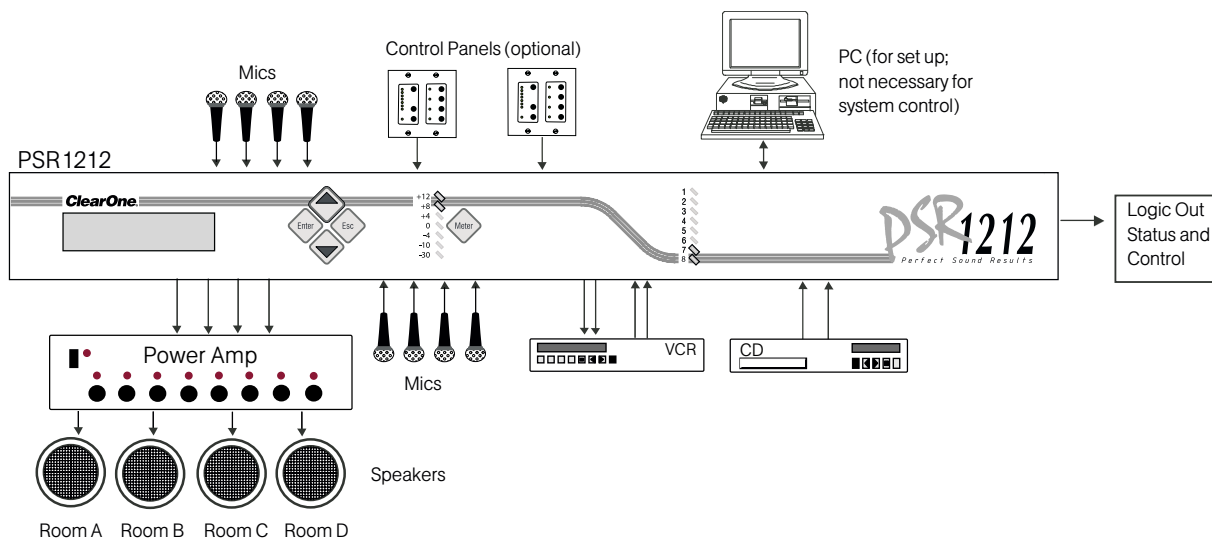 Control Panels (optional)
Mics
PC (for set up;
not necessary for
system control)
PSR1212
ClearOne
Enter
Esc
+12
+8
+4
0
-4
-10
-30
Meter
1
2
3
4
5
6
7
8
PSR1212
Perfect Sound Results
Logic Out
Status and
Control
Power Amp
Mics
VCR
CD
Speakers
Room A
Room B
Room C
Room D